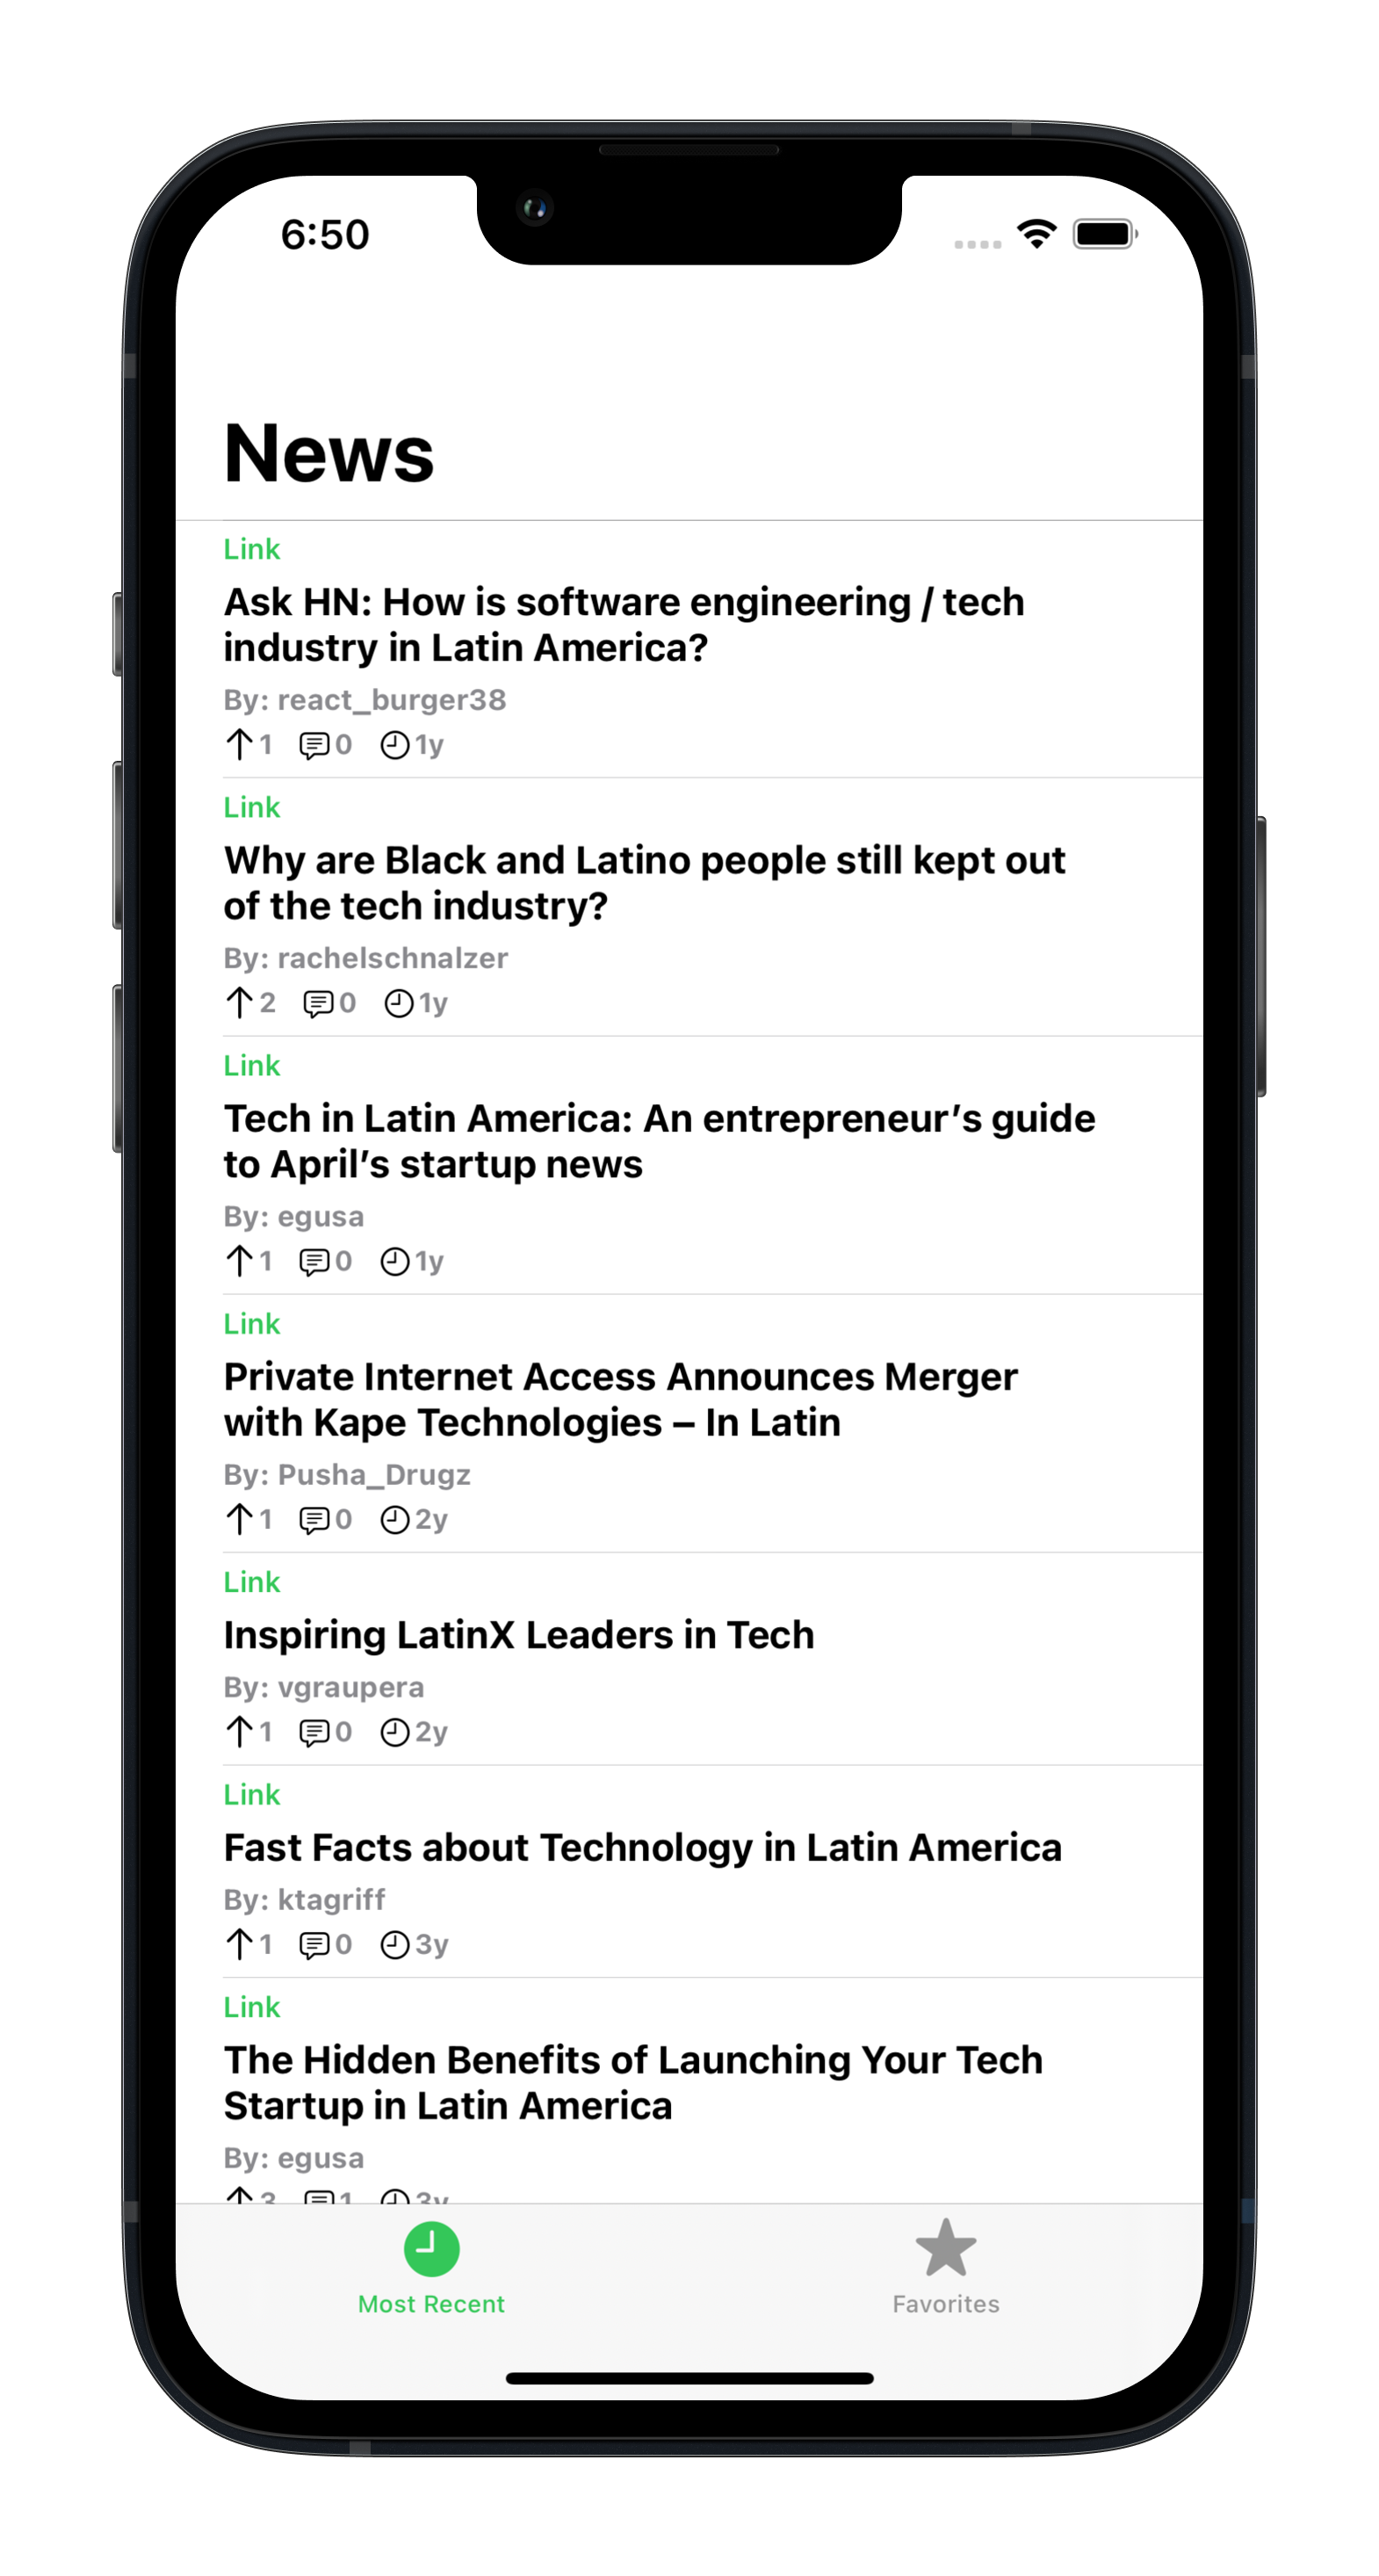 6:50
News
Link
Ask HN: How is software engineering / tech
industry in Latin America?
By: react_burger38
1 0 1y
Link
Why are Black and Latino people still kept out
of the tech industry?
By: rachelschnalzer
2 0 1y
Link
Tech in Latin America: An entrepreneur’s guide
to April’s startup news
By: egusa
1 0 1y
Link
Private Internet Access Announces Merger
with Kape Technologies – In Latin
By: Pusha_Drugz
1 0 2y
Link
Inspiring LatinX Leaders in Tech
By: vgraupera
1 0 2y
Link
Fast Facts about Technology in Latin America
By: ktagriff
1 0 3y
Link
The Hidden Benefits of Launching Your Tech
Startup in Latin America
By: egusa
3 1 3y
Most Recent
Favorites